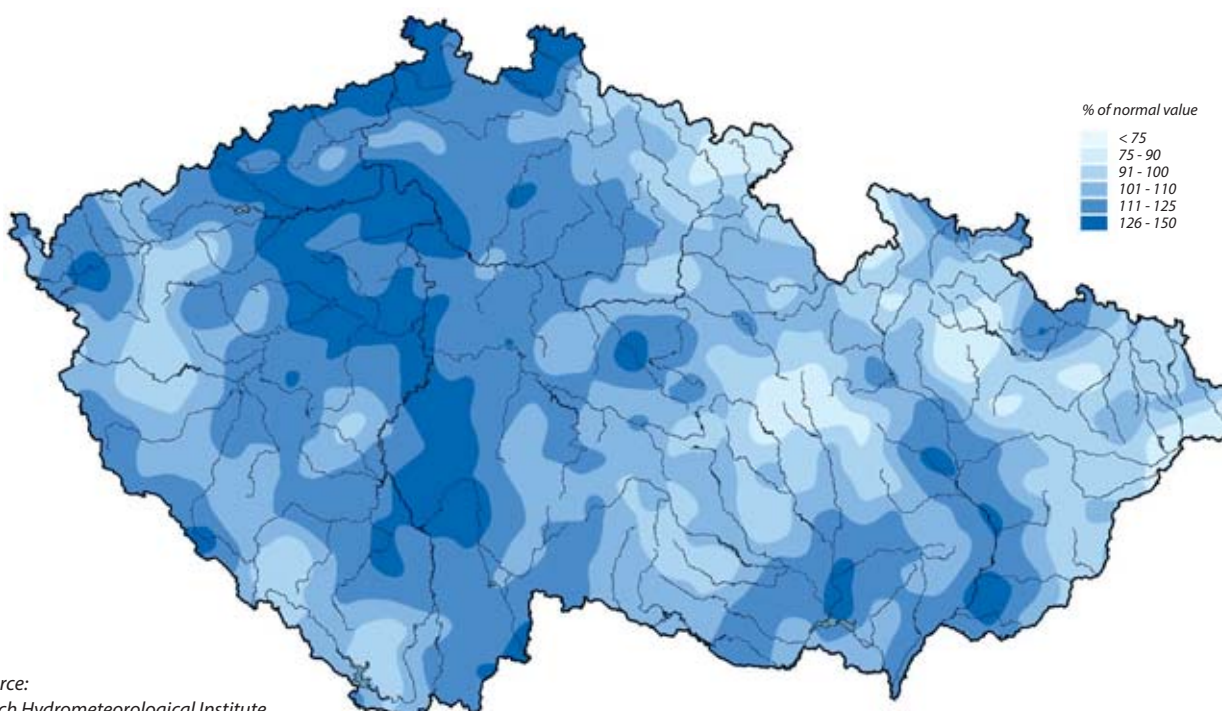 % of normal value
< 75
75 - 90
91 - 100
101 - 110
111 - 125
126 - 150
rce:
ch Hydrometeorological Institute